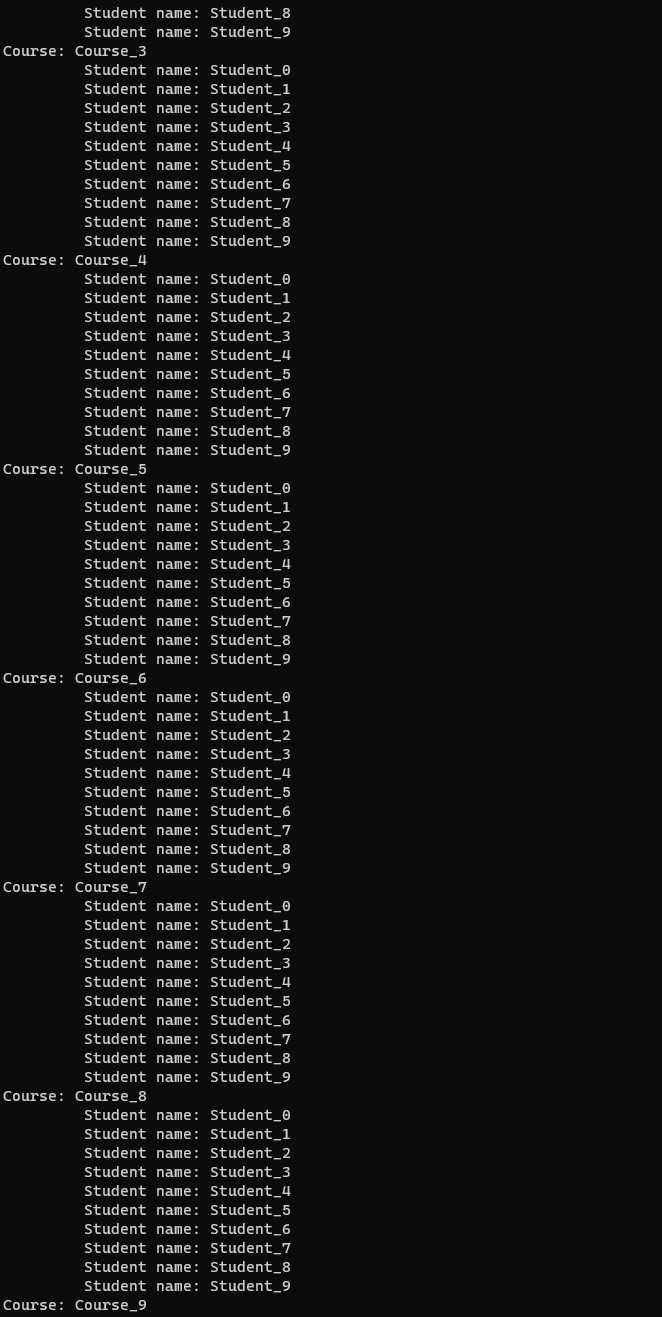 Student name: Student_8
Student name: Student_9
Course: Course_3
Student name: Student_0
Student name: Student_1
Student name: Student_2
Student name: Student_3
Student name: Student_4
Student name: Student_5
Student name: Student_6
Student name: Student_7
Student name: Student_8
Student name: Student_9
Course: Course_4
Student name: Student_0
Student name: Student_1
Student name: Student_2
Student name: Student_3
Student name: Student_4
Student name: Student_5
Student name: Student_6
Student name: Student_7
Student name: Student_8
Student name: Student_9
Course: Course_5
Student name: Student_0
Student name: Student_1
Student name: Student_2
Student name: Student_3
Student name: Student_4
Student name: Student_5
Student name: Student_6
Student name: Student_7
Student name: Student_8
Student name: Student_9
Course: Course_6
Student name: Student_0
Student name: Student_1
Student name: Student_2
Student name: Student_3
Student name: Student_4
Student name: Student_5
Student name: Student_6
Student name: Student_7
Student name: Student_8
Student name: Student_9
Course: Course_7
Student name: Student_0
Student name: Student_1
Student name: Student_2
Student name: Student_3
Student name: Student_4
Student name: Student_5
Student name: Student_6
Student name: Student_7
Student name: Student_8
Student name: Student_9
Course: Course_8
Student name: Student_0
Student name: Student_1
Student name: Student_2
Student name: Student_3
Student name: Student_4
Student name: Student_5
Student name: Student_6
Student name: Student_7
Student name: Student_8
Student name: Student_9
Course: Course_9